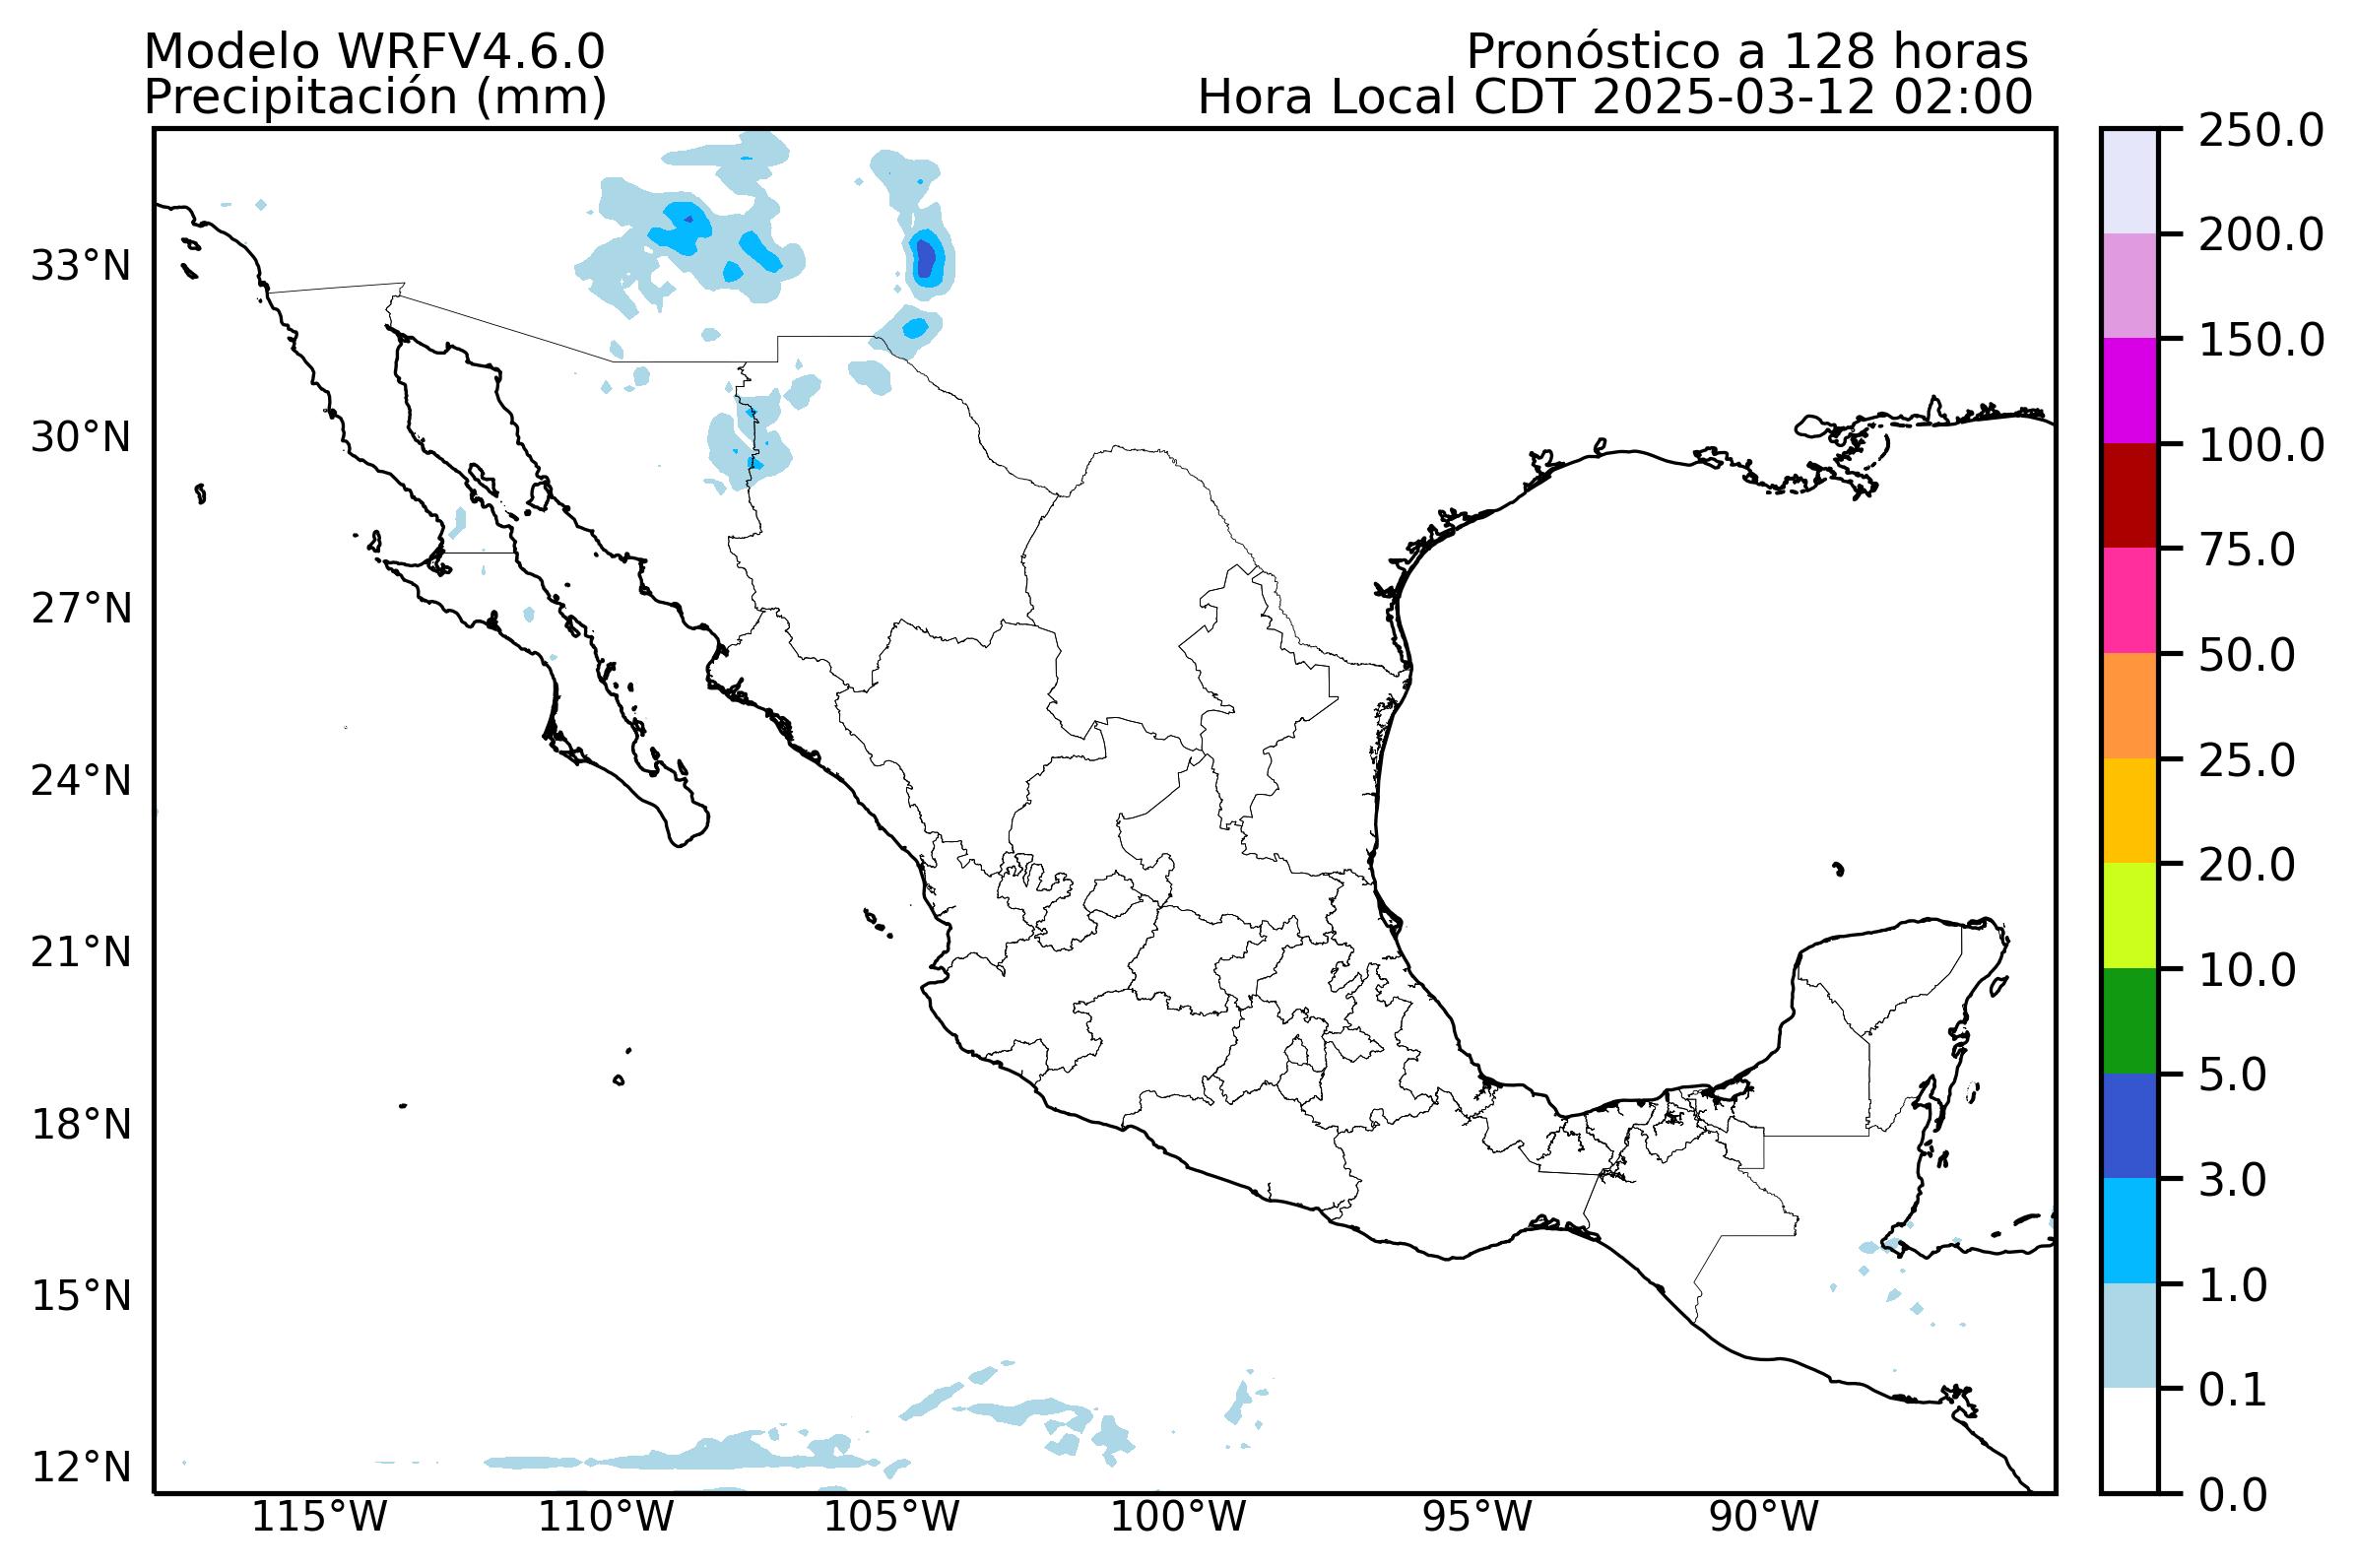 Modelo WRFV4.6.0
Precipitación (mm)
Pronóstico a 128 horas
Hora Local CDT 2025-03-12 02:00
33°N
30°N
27°N
24°N
21°N
18°N
15°N
12°N
115°W
110°W
105°W
100°W
95°W
90°W
250.0
200.0
150.0
100.0
75.0
50.0
25.0
20.0
10.0
5.0
3.0
1.0
0.1
0.0